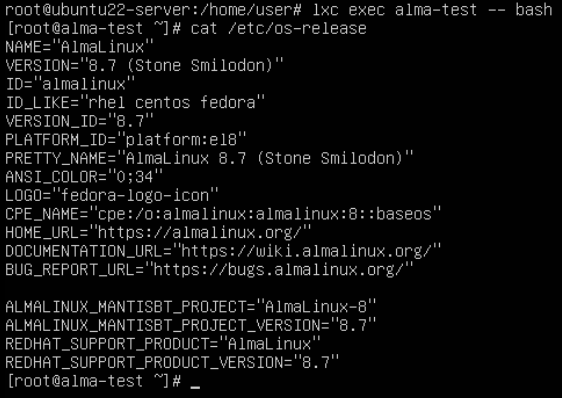 root@ubuntu22-server:/home/user# lxc exec alma-test -- bash
[root@alma-test ~]# cat /etc/os-release
NAME="AlmaLinux"
VERSION="8.7 (Stone Smilodon)"
ID="almalinux"
ID_LIKE="rhel centos fedora"
VERSION_ID="8.7"
PLATFORM_ID="platform:el8"
PRETTY_NAME="AlmaLinux 8.7 (Stone Smilodon)"
ANSI_COLOR="0;34"
LOGO="fedora-logo-icon"
CPE_NAME="cpe:/o:almalinux:almalinux:8::baseos"
HOME_URL="https://almalinux.org/"
DOCUMENTATION_URL="https://wiki.almalinux.org/"
BUG_REPORT_URL="https://bugs.almalinux.org/"

ALMALINUX_MANTISBT_PROJECT="AlmaLinux-8"
ALMALINUX_MANTISBT_PROJECT_VERSION="8.7"
REDHAT_SUPPORT_PRODUCT="AlmaLinux"
REDHAT_SUPPORT_PRODUCT_VERSION="8.7"
[root@alma-test ~]# _